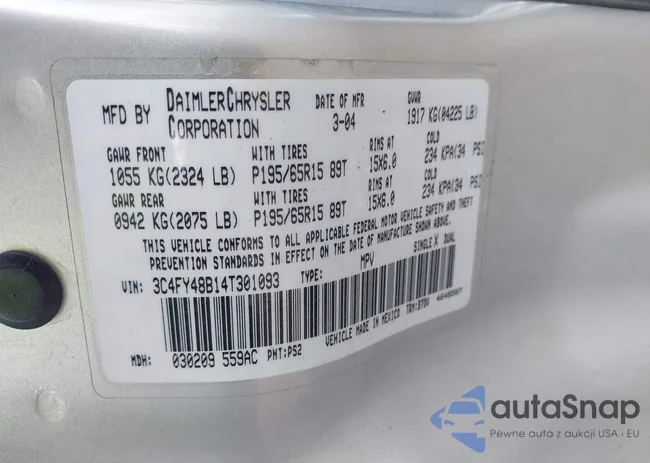 MFD BY DAIMLERCHRYSLER CORPORATION DATE OF MFR 3-04 GVWR 1917 KG(04225 LB)
GAWR FRONT WITH TIRES RIMS AT COLD
1055 KG(2324 LB) P195/65R15 89T 15X6.0 234 KPA(34 PSI
GAWR REAR WITH TIRES RIMS AT COLD
0942 KG(2075 LB) P195/65R15 89T 15X6.0 234 KPA(34 PSI
THIS VEHICLE CONFORMS TO ALL APPLICABLE FEDERAL MOTOR VEHICLE SAFETY AND THEFT
PREVENTION STANDARDS IN EFFECT ON THE DATE OF MANUFACTURE SHOWN ABOVE.
VIN: 3C4FY48B14T301093 TYPE: MPV SINGLE X DUAL
MDH: 030209 559AC PNT:PS2 VEHICLE MADE IN MEXICO
autaSnap
Pewne auta z aukcji USA i EU